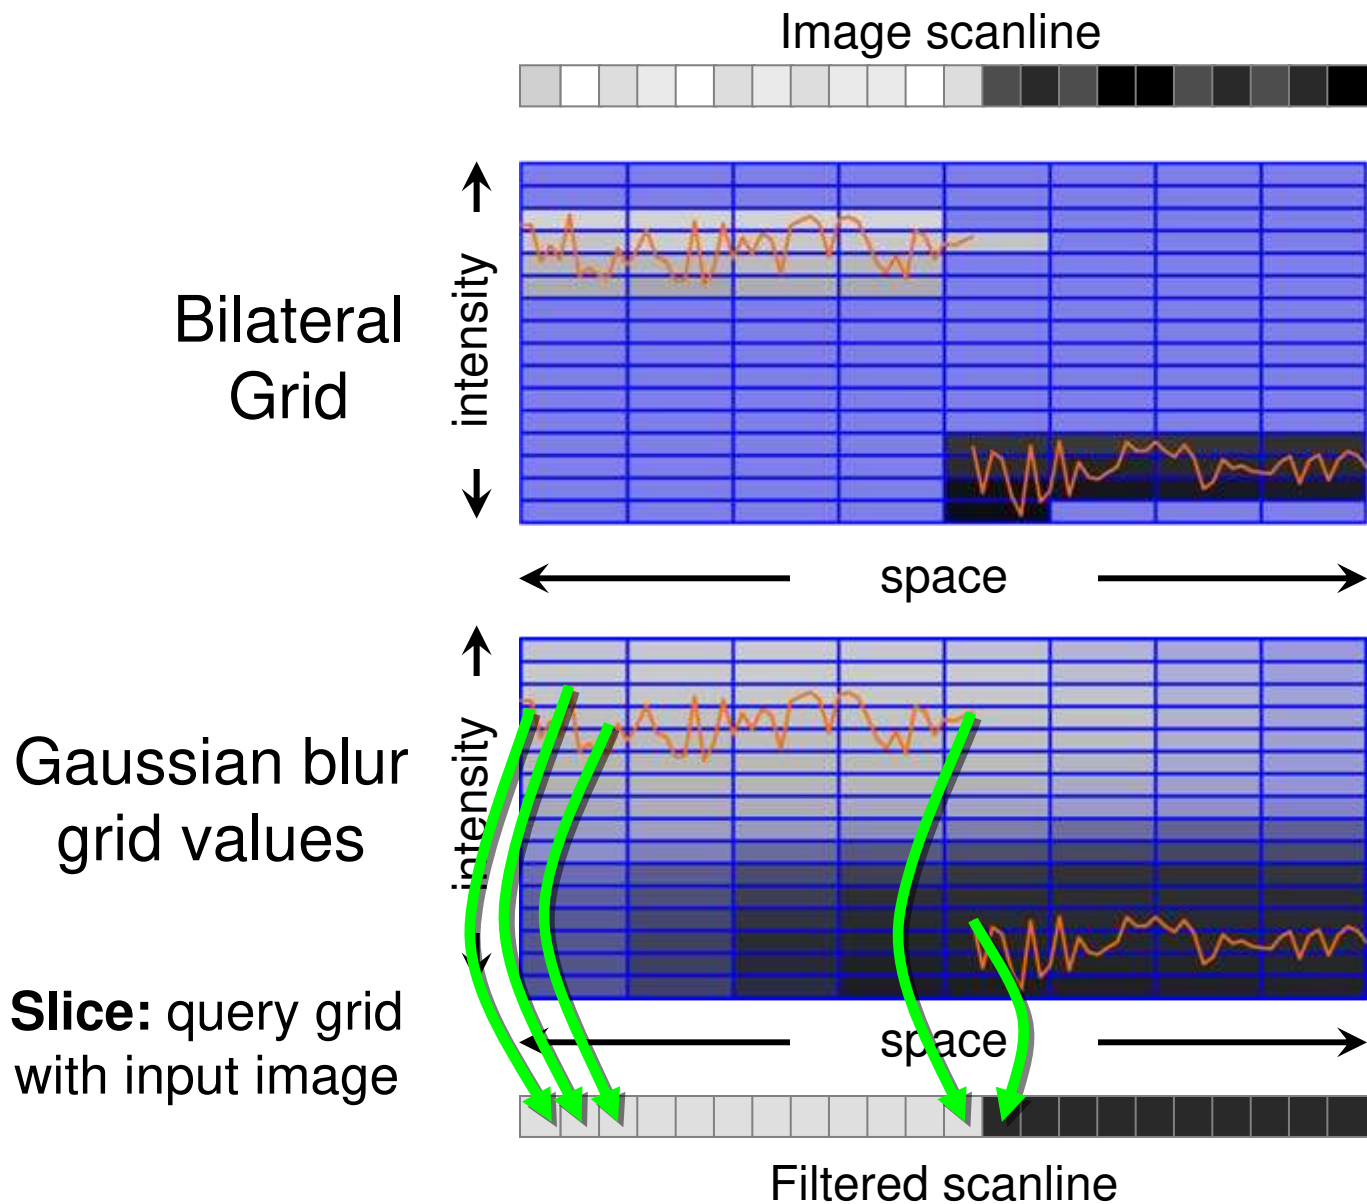 Image scanline
Bilateral
Grid
intensity
space
Gaussian blur
grid values
intensity
Slice: query grid
with input image
space
Filtered scanline